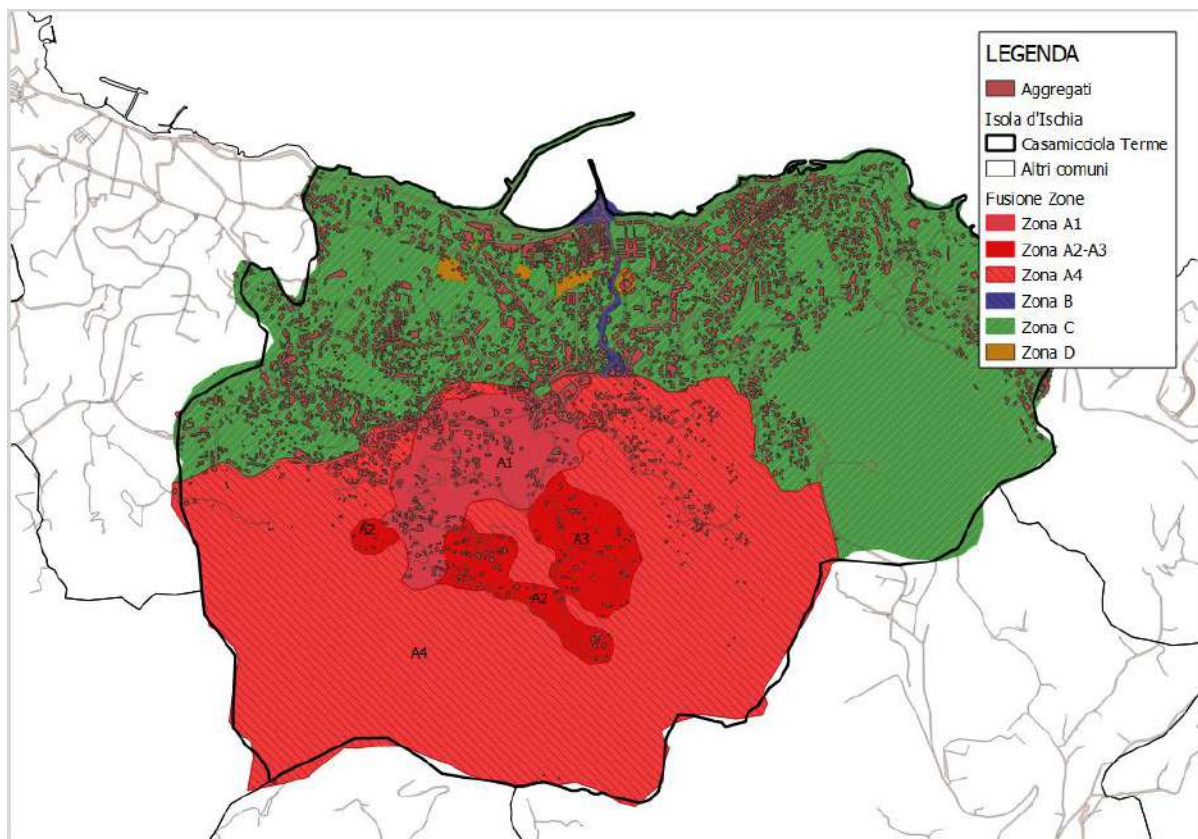 LEGENDA
Aggregati
Isola d'Ischia
Casamicciola Terme
Altri comuni
Fusione Zone
Zona A1
Zona A2-A3
Zona A4
Zona B
Zona C
Zona D
A1
A2
A3
A2
A4